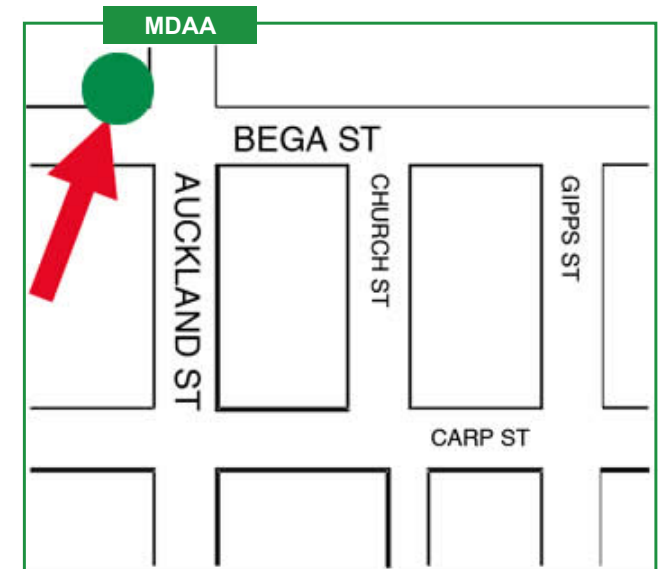 MDAA
BEGA ST
AUCKLAND ST
CHURCH ST
GIPPS ST
CARP ST